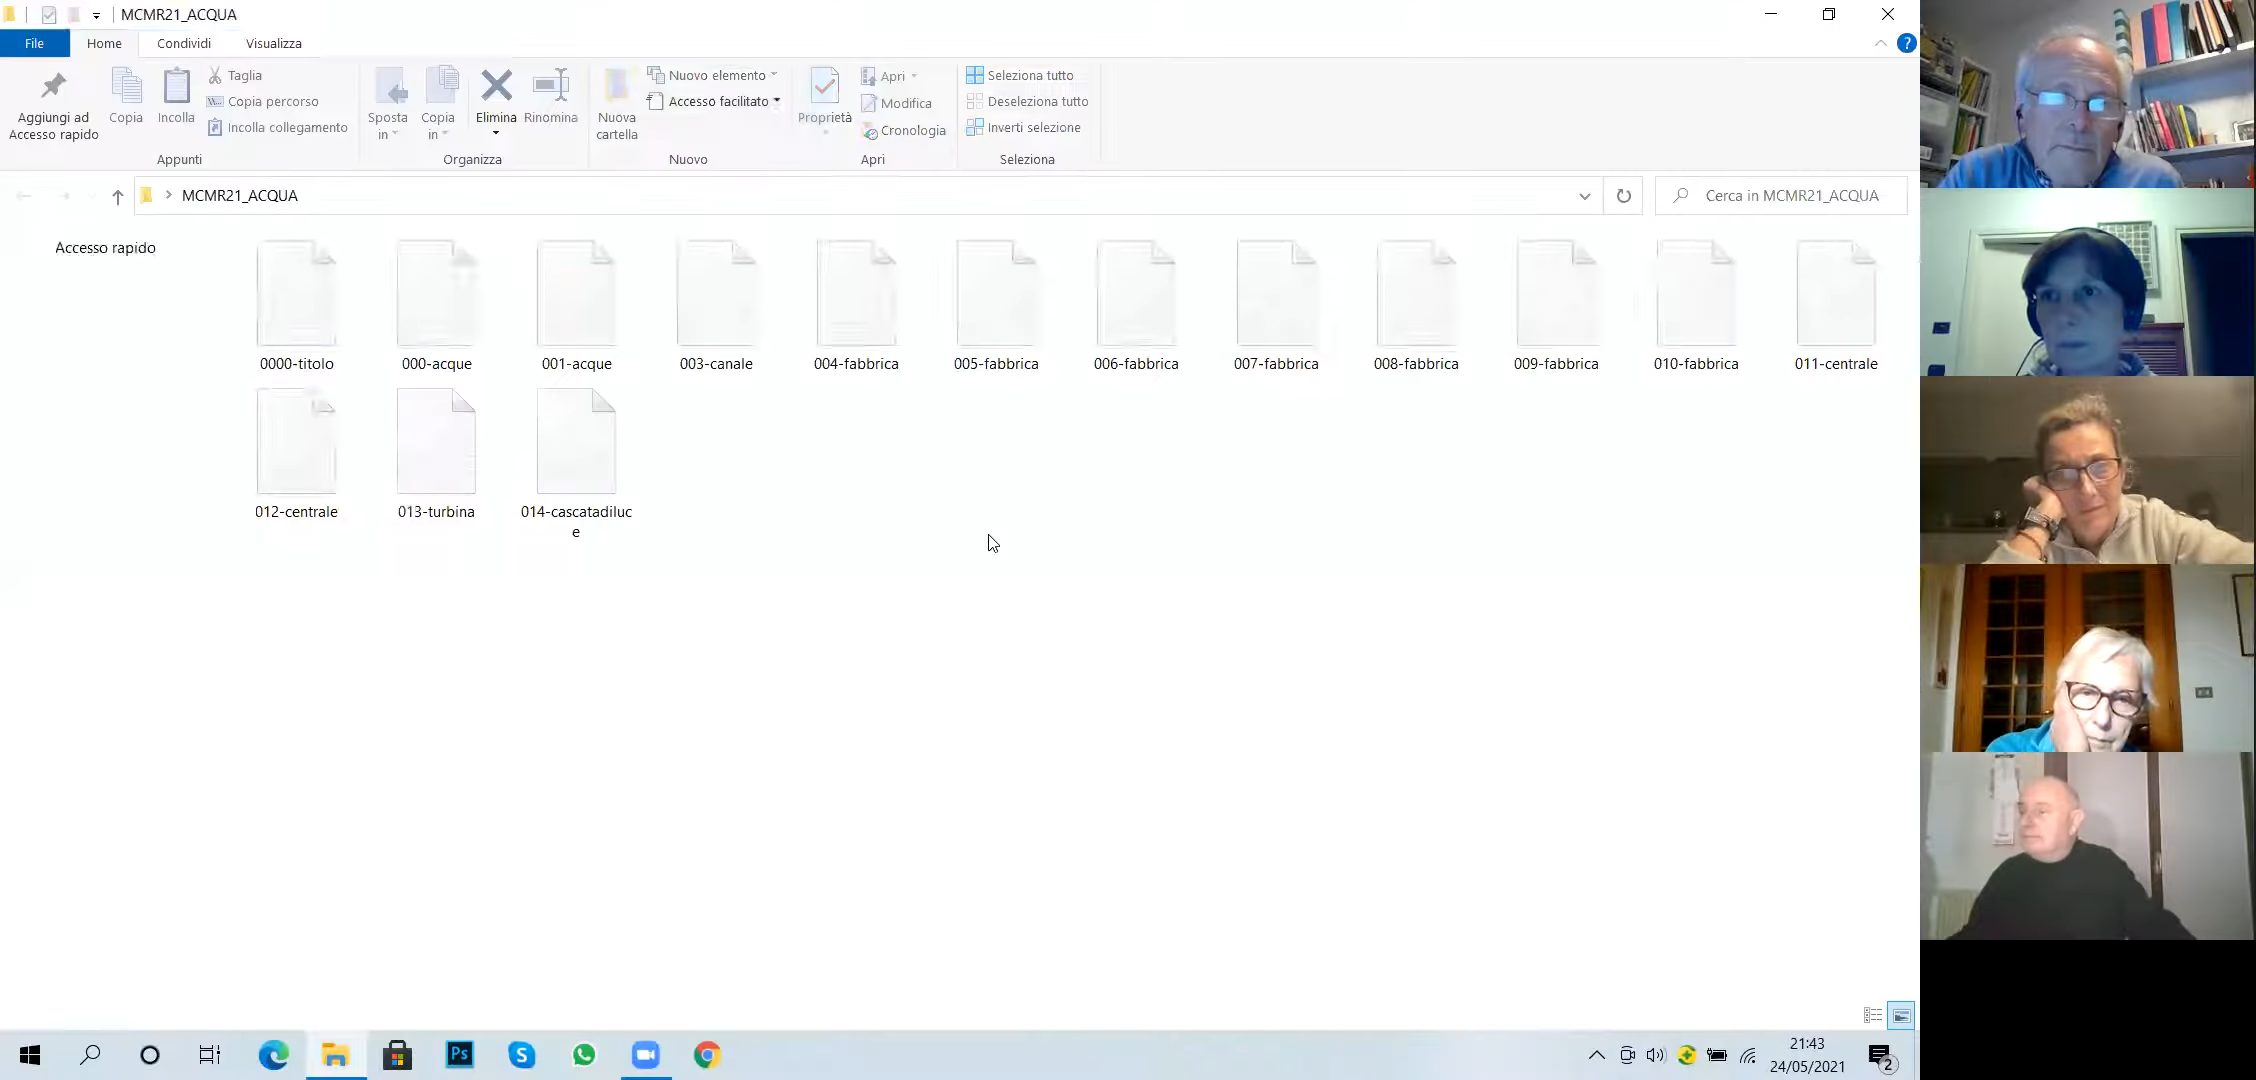 MCMR21_ACQUA
File Home Condividi Visualizza
?
Aggiungi ad
Accesso rapido
Copia
Incolla
Taglia
Copia percorso
Incolla collegamento
Appunti
Sposta
in
Copia
in
Elimina
Rinomina
Organizza
Nuova
cartella
Nuovo elemento
Accesso facilitato
Nuovo
Proprietà
Apri
Modifica
Cronologia
Apri
Seleziona tutto
Deseleziona tutto
Inverti selezione
Seleziona
MCMR21_ACQUA
Cerca in MCMR21_ACQUA
Accesso rapido
0000-titolo 000-acque 001-acque 003-canale 004-fabbrica 005-fabbrica 006-fabbrica 007-fabbrica 008-fabbrica 009-fabbrica 010-fabbrica 011-centrale
012-centrale 013-turbina 014-cascatadiluc
e
Ps
S
21:43
24/05/2021
2